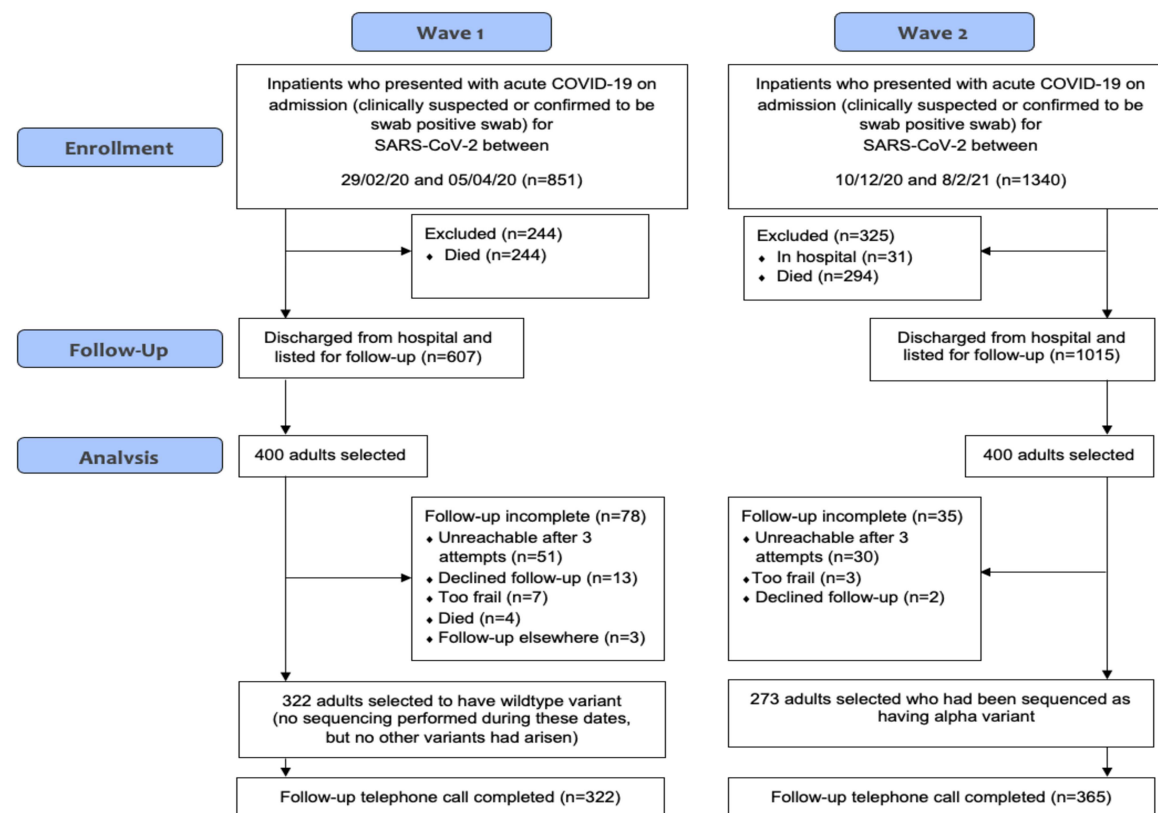 Wave 1
Wave 2
Enrollment
Inpatients who presented with acute COVID-19 on
admission (clinically suspected or confirmed to be
swab positive swab) for
SARS-CoV-2 between
29/02/20 and 05/04/20 (n=851)
Inpatients who presented with acute COVID-19 on
admission (clinically suspected or confirmed to be
swab positive swab) for
SARS-CoV-2 between
10/12/20 and 8/2/21 (n=1340)
Excluded (n=244)
⬧ Died (n=244)
Excluded (n=325)
⬧ In hospital (n=31)
⬧ Died (n=294)
Follow-Up
Discharged from hospital and
listed for follow-up (n=607)
Discharged from hospital and
listed for follow-up (n=1015)
Analysis
400 adults selected
400 adults selected
Follow-up incomplete (n=78)
⬧ Unreachable after 3
attempts (n=51)
⬧ Declined follow-up (n=13)
⬧ Too frail (n=7)
⬧ Died (n=4)
⬧ Follow-up elsewhere (n=3)
Follow-up incomplete (n=35)
⬧ Unreachable after 3
attempts (n=30)
⬧ Too frail (n=3)
⬧ Declined follow-up (n=2)
322 adults selected to have wildtype variant
(no sequencing performed during these dates,
but no other variants had arisen)
273 adults selected who had been sequenced as
having alpha variant
Follow-up telephone call completed (n=322)
Follow-up telephone call completed (n=365)